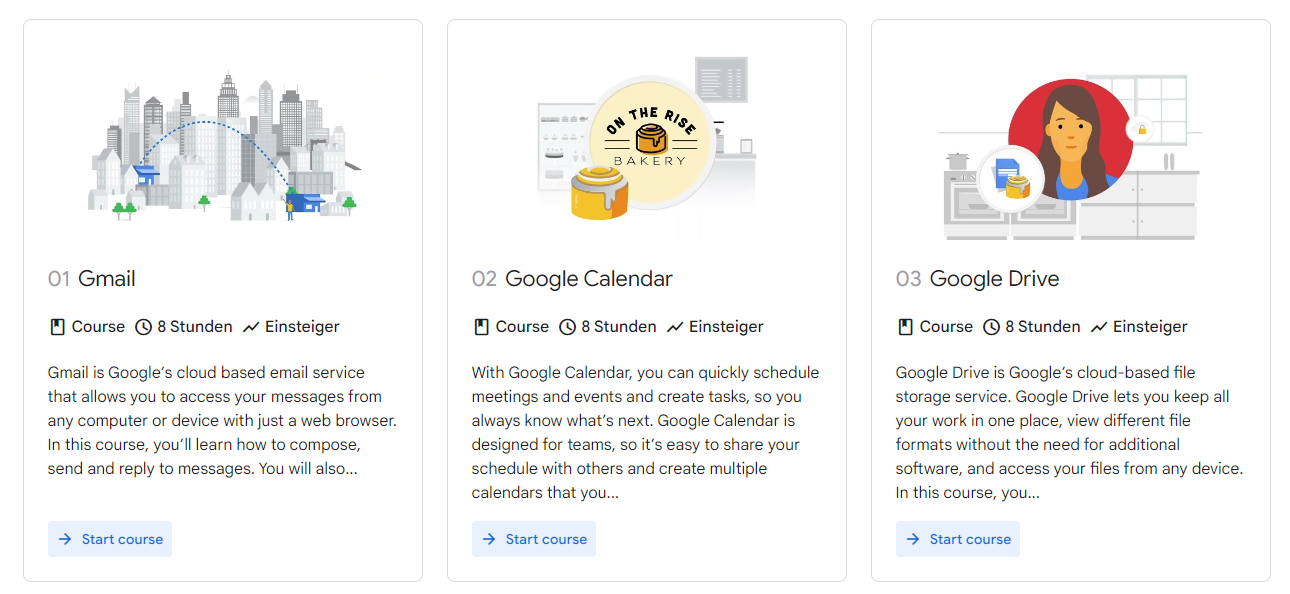 ON THE RISE
BAKERY
01 Gmail
Course 8 Stunden Einsteiger
Gmail is Google's cloud based email service
that allows you to access your messages from
any computer or device with just a web browser.
In this course, you'll learn how to compose,
send and reply to messages. You will also...
Start course
02 Google Calendar
Course 8 Stunden Einsteiger
With Google Calendar, you can quickly schedule
meetings and events and create tasks, so you
always know what's next. Google Calendar is
designed for teams, so it's easy to share your
schedule with others and create multiple
calendars that you...
Start course
03 Google Drive
Course 8 Stunden Einsteiger
Google Drive is Google's cloud-based file
storage service. Google Drive lets you keep all
your work in one place, view different file
formats without the need for additional
software, and access your files from any device.
In this course, you...
Start course